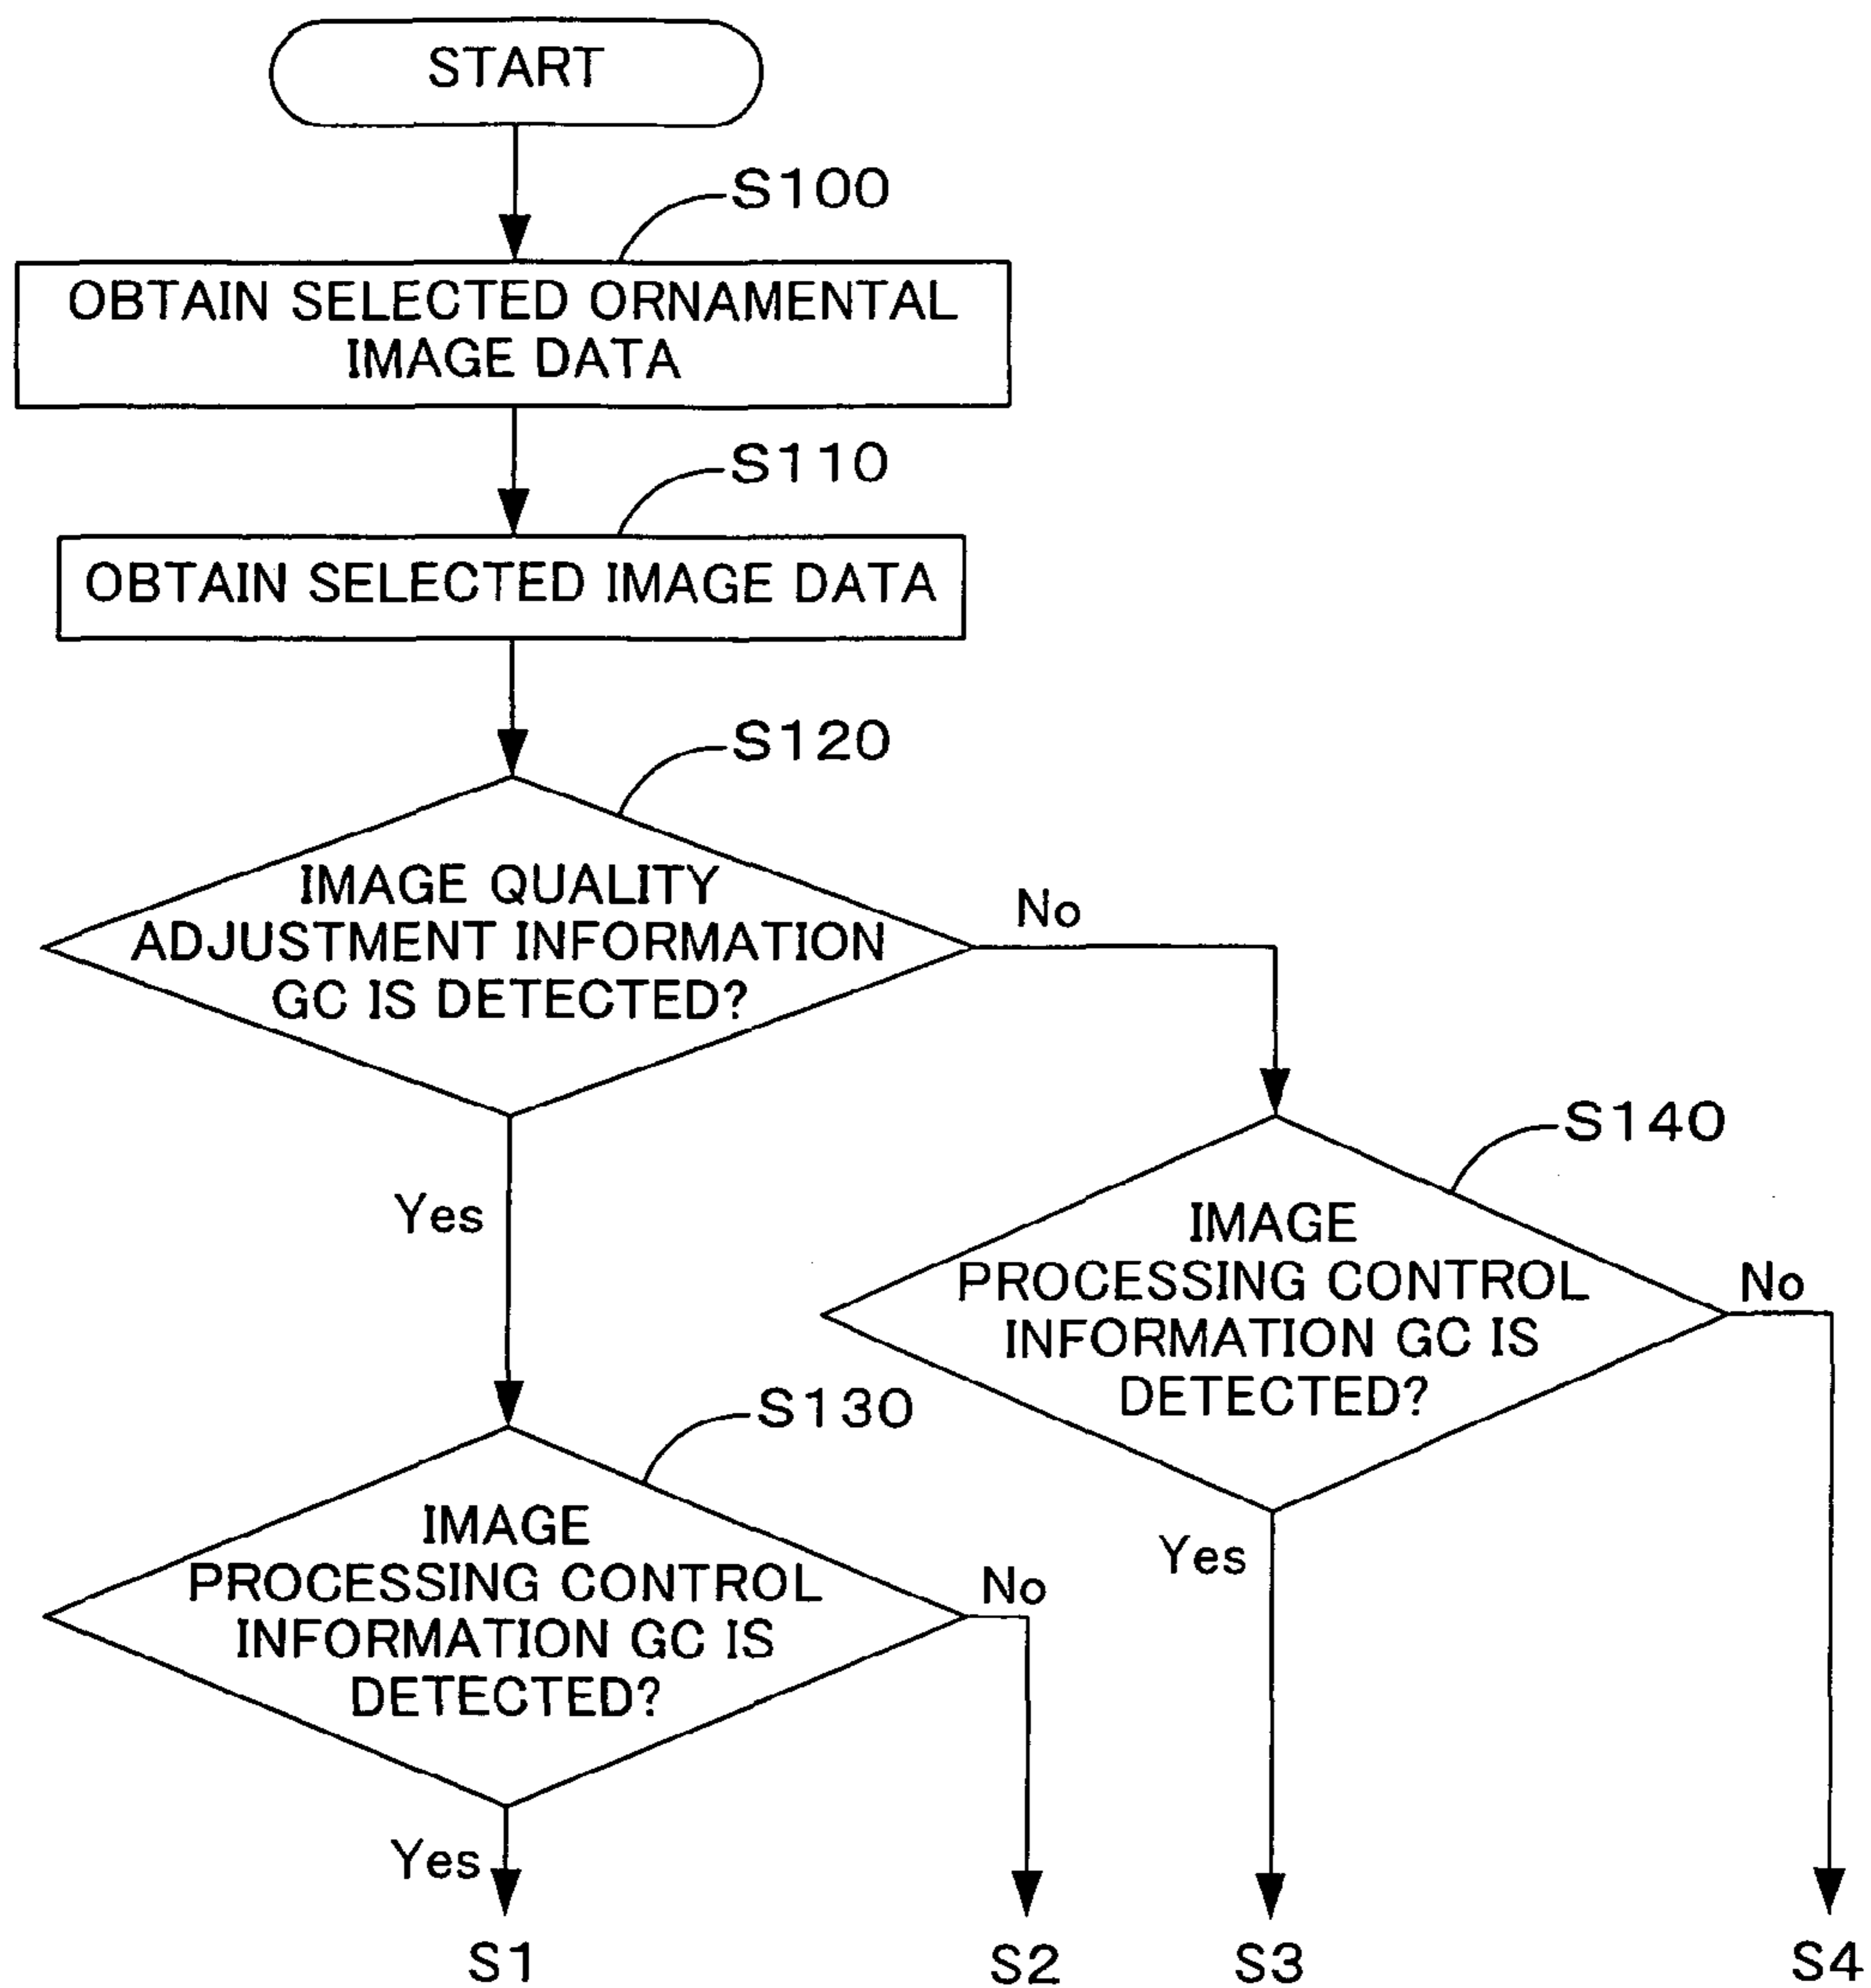 START
S100
OBTAIN SELECTED ORNAMENTAL
IMAGE DATA
S110
OBTAIN SELECTED IMAGE DATA
S120
IMAGE QUALITY
ADJUSTMENT INFORMATION
GC IS DETECTED?
No
Yes
S140
IMAGE
PROCESSING CONTROL
INFORMATION GC IS
DETECTED?
No
Yes
S130
IMAGE
PROCESSING CONTROL
INFORMATION GC IS
DETECTED?
No
Yes
S1
S2
S3
S4